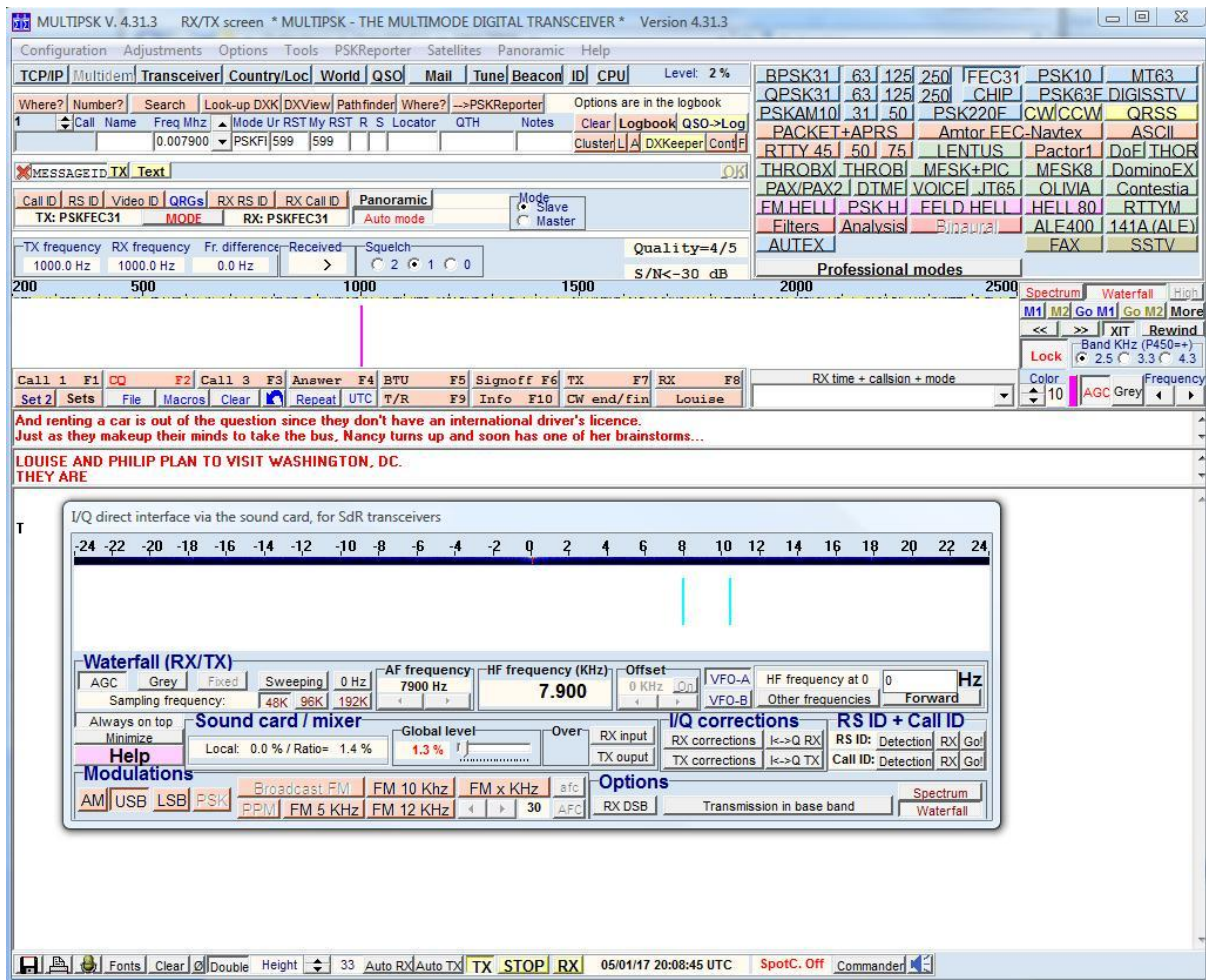 MULTIPSK V. 4.31.3 RX/TX screen * MULTIPSK - THE MULTIMODE DIGITAL TRANSCEIVER * Version 4.31.3
Configuration Adjustments Options Tools PSKReporter Satellites Panoramic Help
TCP/IP Multidem Transceiver Country/Loc World QSO Mail Tune Beacon ID CPU Level: 2 %
Where? Number? Search Look-up DXK DXView Pathfinder Where? -->PSKReporter Options are in the logbook
1 Call Name Freq Mhz Mode Ur RST My RST R S Locator QTH Notes Clear Logbook QSO->Log
0.007900 PSKFI 599 599 Cluster L A DXKeeper Cont F
MESSAGEID TX Text OK
Call ID RS ID Video ID QRGs RX RS ID RX Call ID Panoramic Mode Slave
TX: PSKFEC31 MODE RX: PSKFEC31 Auto mode Master
TX frequency RX frequency Fr. difference Received Squelch Quality=4/5
1000.0 Hz 1000.0 Hz 0.0 Hz > 2 1 0 S/N<-30 dB
BPSK31 63 125 250 FEC31 PSK10 MT63
QPSK31 63 125 250 CHIP PSK63F DIGISSTV
PSKAM10 31 50 PSK220F CW CCW QRSS
PACKET+APRS Amtor FEC-Navtex ASCII
RTTY 45 50 75 LENTUS Pactor1 DoF THOR
THROBX THROB MFSK+PIC MFSK8 DominoEX
PAX/PAX2 DTMF VOICE JT65 OLIVIA Contestia
FM HELL PSK H FELD HELL HELL 80 RTTYM
Filters Analysis Binaural ALE400 141A (ALE)
AUTEX FAX SSTV
Professional modes
200 500 1000 1500 2000 2500
Spectrum Waterfall High
M1 M2 Go M1 Go M2 More
<< >> XIT Rewind
Band KHz (P450=+)
Lock 2.5 3.3 4.3
Call 1 F1 CQ F2 Call 3 F3 Answer F4 BTU F5 Signoff F6 TX F7 RX F8 RX time + callsion + mode
Set 2 Sets File Macros Clear Repeat UTC T/R F9 Info F10 CW end/fin Louise
Color Frequency
10 AGC Grey
And renting a car is out of the question since they don't have an international driver's licence.
Just as they makeup their minds to take the bus, Nancy turns up and soon has one of her brainstorms...
LOUISE AND PHILIP PLAN TO VISIT WASHINGTON, DC.
THEY ARE
T
I/Q direct interface via the sound card, for SdR transceivers
-24 -22 -20 -18 -16 -14 -12 -10 -8 -6 -4 -2 0 2 4 6 8 10 12 14 16 18 20 22 24
Waterfall (RX/TX) AF frequency HF frequency (KHz) Offset
AGC Grey Fixed Sweeping 0 Hz 7900 Hz 7.900 0 KHz On VFO-A HF frequency at 0 0 Hz
Sampling frequency: 48K 96K 192K VFO-B Other frequencies Forward
Always on top Sound card / mixer Global level Over RX input I/Q corrections RS ID + Call ID
Minimize Local: 0.0 % / Ratio= 1.4 % 1.3 % RX corrections I<->Q RX RS ID: Detection RX Go!
Help TX ouput TX corrections I<->Q TX Call ID: Detection RX Go!
Modulations Options
AM USB LSB PSK Broadcast FM FM 10 Khz FM x KHz afc Spectrum
PPM FM 5 KHz FM 12 KHz 30 AFC RX DSB Transmission in base band Waterfall
Fonts Clear Ø Double Height 33 Auto RX Auto TX TX STOP RX 05/01/17 20:08:45 UTC SpotC. Off Commander